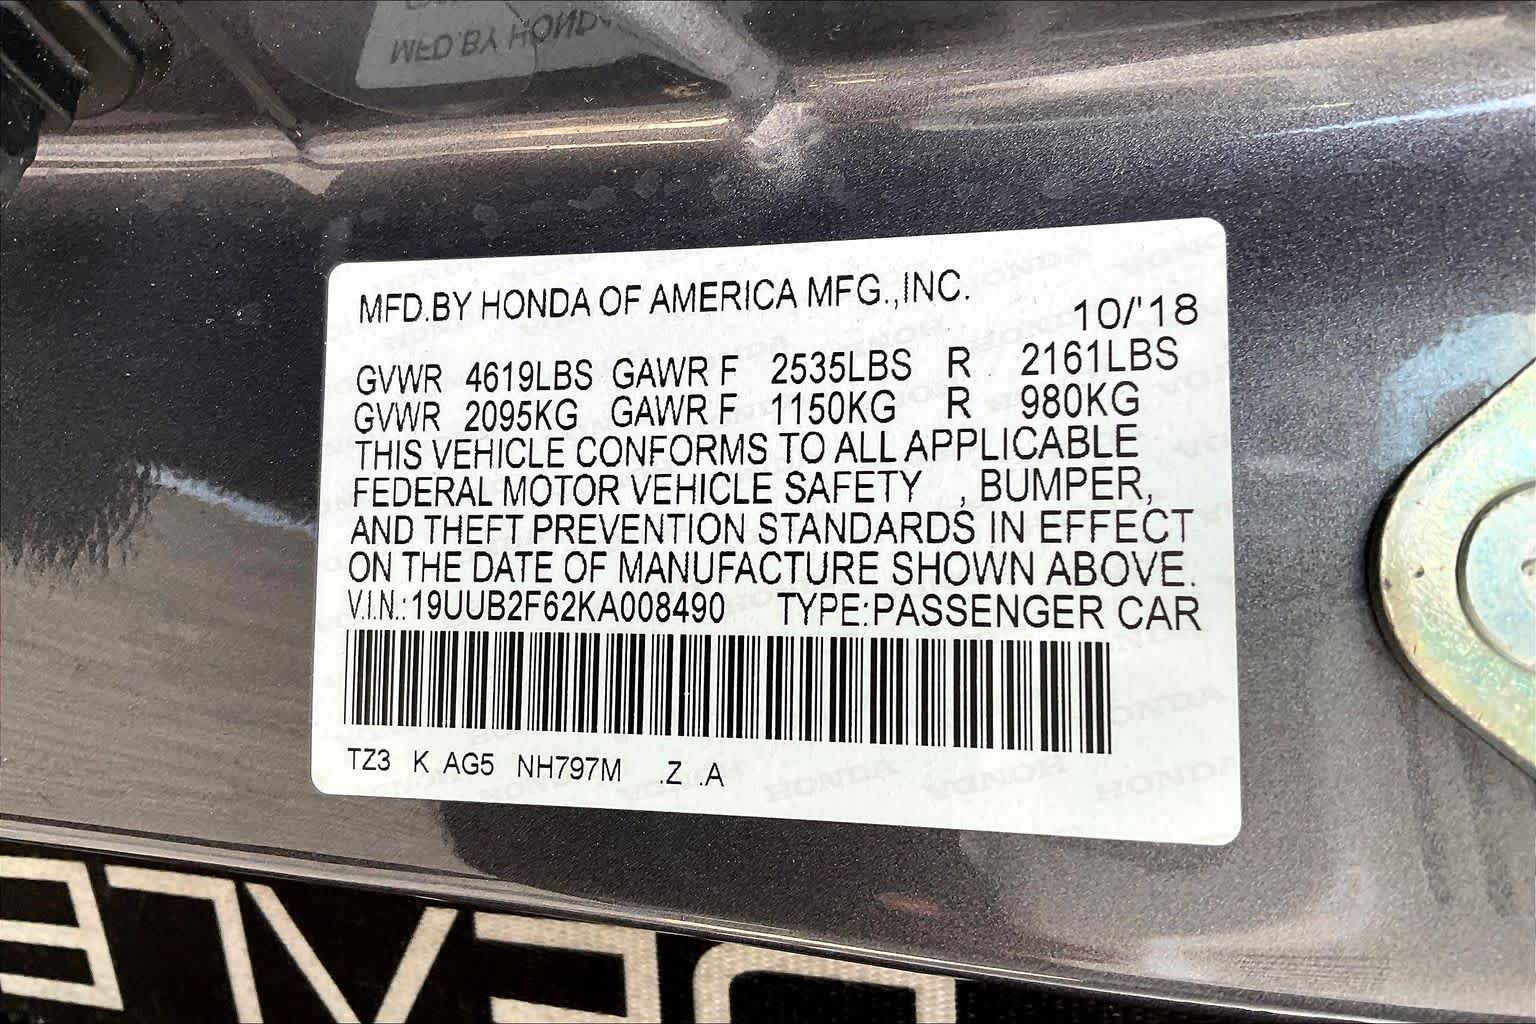 MFD.BY HONDA OF AMERICA MFG.,INC.
10/'18
GVWR 4619LBS GAWR F 2535LBS R 2161LBS
GVWR 2095KG GAWR F 1150KG R 980KG
THIS VEHICLE CONFORMS TO ALL APPLICABLE
FEDERAL MOTOR VEHICLE SAFETY , BUMPER,
AND THEFT PREVENTION STANDARDS IN EFFECT
ON THE DATE OF MANUFACTURE SHOWN ABOVE.
V.I.N.:19UUB2F62KA008490 TYPE:PASSENGER CAR
TZ3 K AG5 NH797M .Z .A